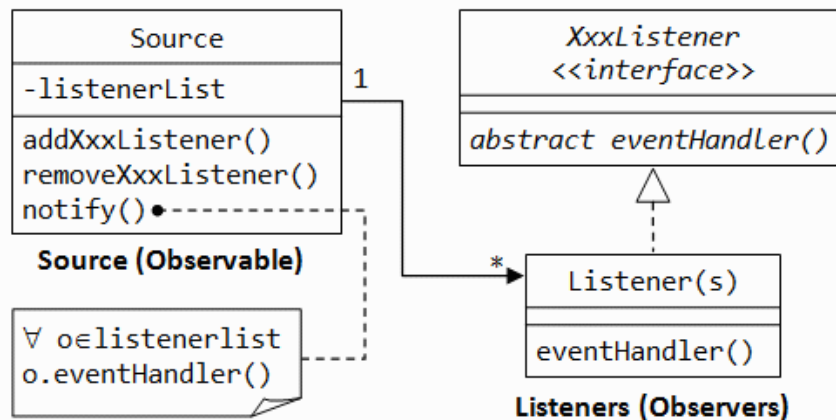 Source
-listenerList
addXxxListener()
removeXxxListener()
notify()
Source (Observable)
∀ o∈listenerlist
o.eventHandler()
1
*
XxxListener
<<interface>>
abstract eventHandler()
Listener(s)
eventHandler()
Listeners (Observers)